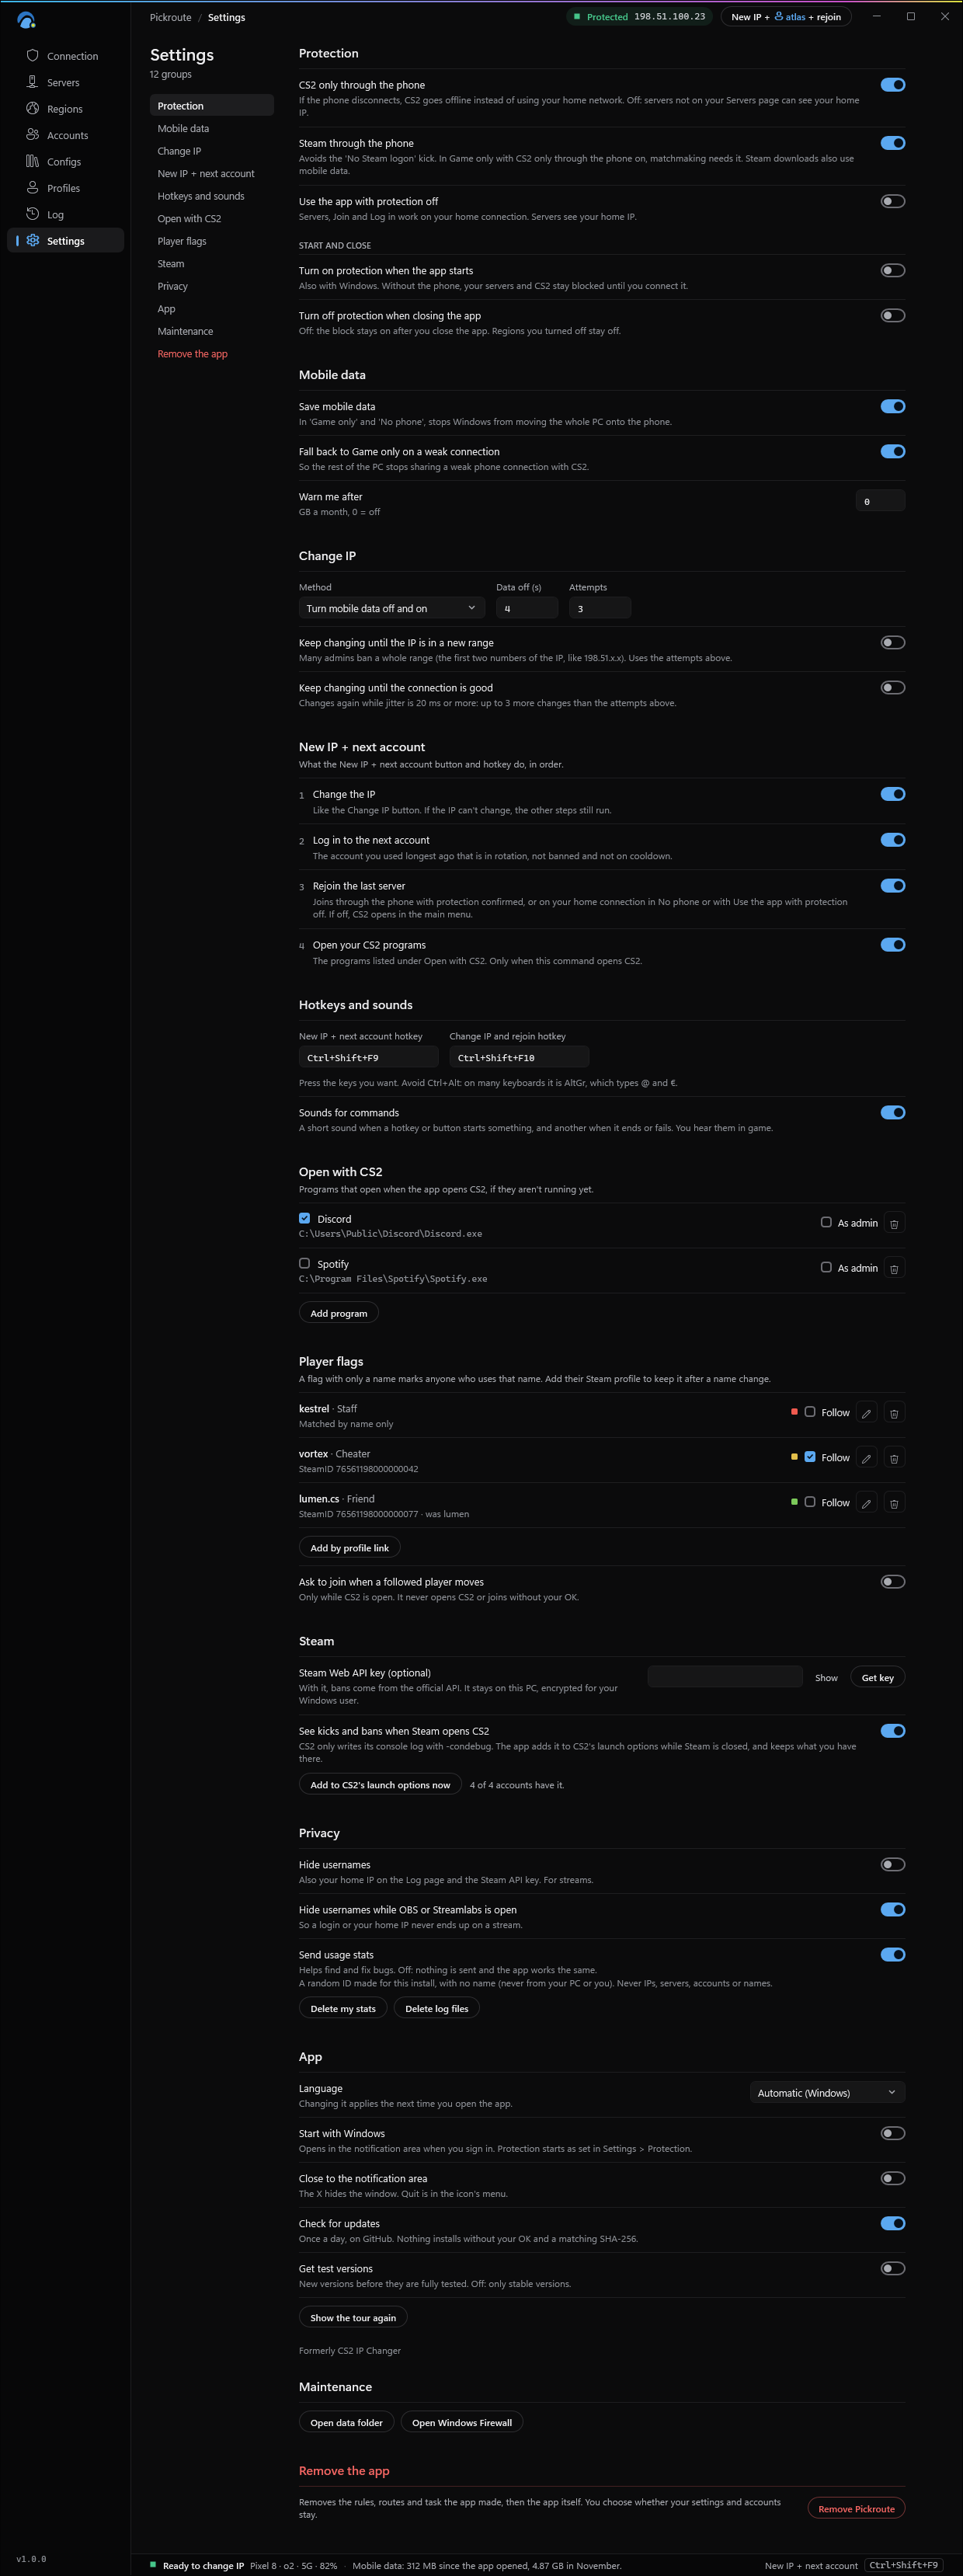 Pickroute / Settings
Protected 198.51.100.23
New IP + atlas + rejoin
Connection
Servers
Regions
Accounts
Configs
Profiles
Log
Settings
Settings
12 groups
Protection
Mobile data
Change IP
New IP + next account
Hotkeys and sounds
Open with CS2
Player flags
Steam
Privacy
App
Maintenance
Remove the app
Protection
CS2 only through the phone
If the phone disconnects, CS2 goes offline instead of using your home network. Off: servers not on your Servers page can see your home
IP.
Steam through the phone
Avoids the 'No Steam logon' kick. In Game only with CS2 only through the phone on, matchmaking needs it. Steam downloads also use
mobile data.
Use the app with protection off
Servers, Join and Log in work on your home connection. Servers see your home IP.
START AND CLOSE
Turn on protection when the app starts
Also with Windows. Without the phone, your servers and CS2 stay blocked until you connect it.
Turn off protection when closing the app
Off: the block stays on after you close the app. Regions you turned off stay off.
Mobile data
Save mobile data
In 'Game only' and 'No phone', stops Windows from moving the whole PC onto the phone.
Fall back to Game only on a weak connection
So the rest of the PC stops sharing a weak phone connection with CS2.
Warn me after
GB a month, 0 = off
0
Change IP
Method Data off (s) Attempts
Turn mobile data off and on 4 3
Keep changing until the IP is in a new range
Many admins ban a whole range (the first two numbers of the IP, like 198.51.x.x). Uses the attempts above.
Keep changing until the connection is good
Changes again while jitter is 20 ms or more: up to 3 more changes than the attempts above.
New IP + next account
What the New IP + next account button and hotkey do, in order.
1 Change the IP
Like the Change IP button. If the IP can't change, the other steps still run.
2 Log in to the next account
The account you used longest ago that is in rotation, not banned and not on cooldown.
3 Rejoin the last server
Joins through the phone with protection confirmed, or on your home connection in No phone or with Use the app with protection
off. If off, CS2 opens in the main menu.
4 Open your CS2 programs
The programs listed under Open with CS2. Only when this command opens CS2.
Hotkeys and sounds
New IP + next account hotkey Change IP and rejoin hotkey
Ctrl+Shift+F9 Ctrl+Shift+F10
Press the keys you want. Avoid Ctrl+Alt: on many keyboards it is AltGr, which types @ and €.
Sounds for commands
A short sound when a hotkey or button starts something, and another when it ends or fails. You hear them in game.
Open with CS2
Programs that open when the app opens CS2, if they aren't running yet.
Discord As admin
C:\Users\Public\Discord\Discord.exe
Spotify As admin
C:\Program Files\Spotify\Spotify.exe
Add program
Player flags
A flag with only a name marks anyone who uses that name. Add their Steam profile to keep it after a name change.
kestrel · Staff Follow
Matched by name only
vortex · Cheater Follow
SteamID 76561198000000042
lumen.cs · Friend Follow
SteamID 76561198000000077 · was lumen
Add by profile link
Ask to join when a followed player moves
Only while CS2 is open. It never opens CS2 or joins without your OK.
Steam
Steam Web API key (optional)
With it, bans come from the official API. It stays on this PC, encrypted for your
Windows user.
Show Get key
See kicks and bans when Steam opens CS2
CS2 only writes its console log with -condebug. The app adds it to CS2's launch options while Steam is closed, and keeps what you have
there.
Add to CS2's launch options now 4 of 4 accounts have it.
Privacy
Hide usernames
Also your home IP on the Log page and the Steam API key. For streams.
Hide usernames while OBS or Streamlabs is open
So a login or your home IP never ends up on a stream.
Send usage stats
Helps find and fix bugs. Off: nothing is sent and the app works the same.
A random ID made for this install, with no name (never from your PC or you). Never IPs, servers, accounts or names.
Delete my stats Delete log files
App
Language
Changing it applies the next time you open the app.
Automatic (Windows)
Start with Windows
Opens in the notification area when you sign in. Protection starts as set in Settings > Protection.
Close to the notification area
The X hides the window. Quit is in the icon's menu.
Check for updates
Once a day, on GitHub. Nothing installs without your OK and a matching SHA-256.
Get test versions
New versions before they are fully tested. Off: only stable versions.
Show the tour again
Formerly CS2 IP Changer
Maintenance
Open data folder Open Windows Firewall
Remove the app
Removes the rules, routes and task the app made, then the app itself. You choose whether your settings and accounts
stay.
Remove Pickroute
v1.0.0
Ready to change IP Pixel 8 · o2 · 5G · 82% · Mobile data: 312 MB since the app opened, 4.87 GB in November.
New IP + next account Ctrl+Shift+F9